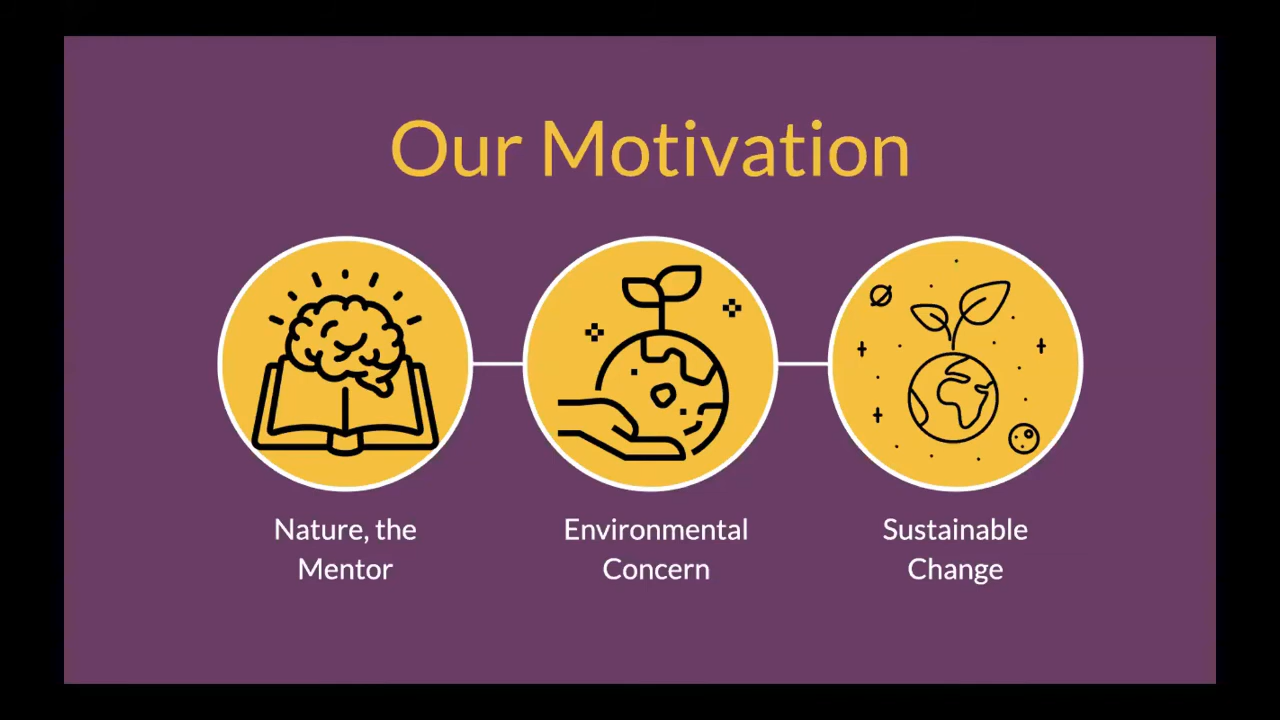 Our Motivation
Nature, the
Mentor
Environmental
Concern
Sustainable
Change